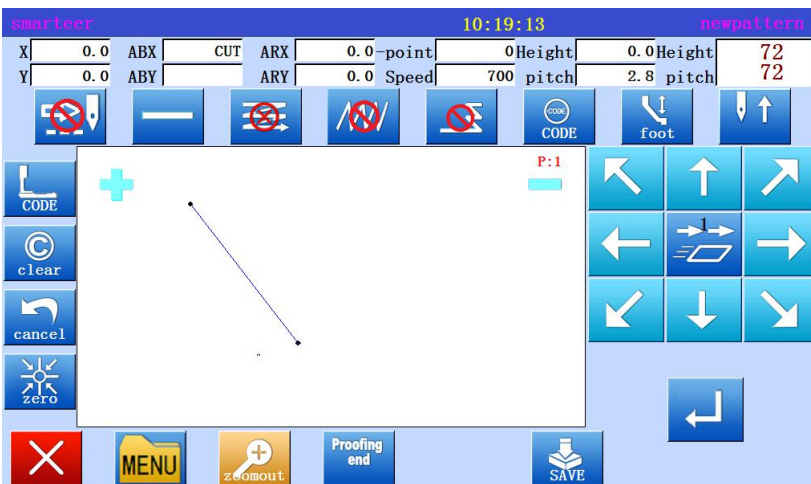 smarteer 10:19:13 newpattern
X 0.0 ABX CUT ARX 0.0 -point 0 Height 0.0 Height 72
Y 0.0 ABY ARY 0.0 Speed 700 pitch 2.8 pitch 72
CODE
CODE foot
P:1
CODE
1
clear
cancel
zero
MENU zoomout Proofing
end
SAVE